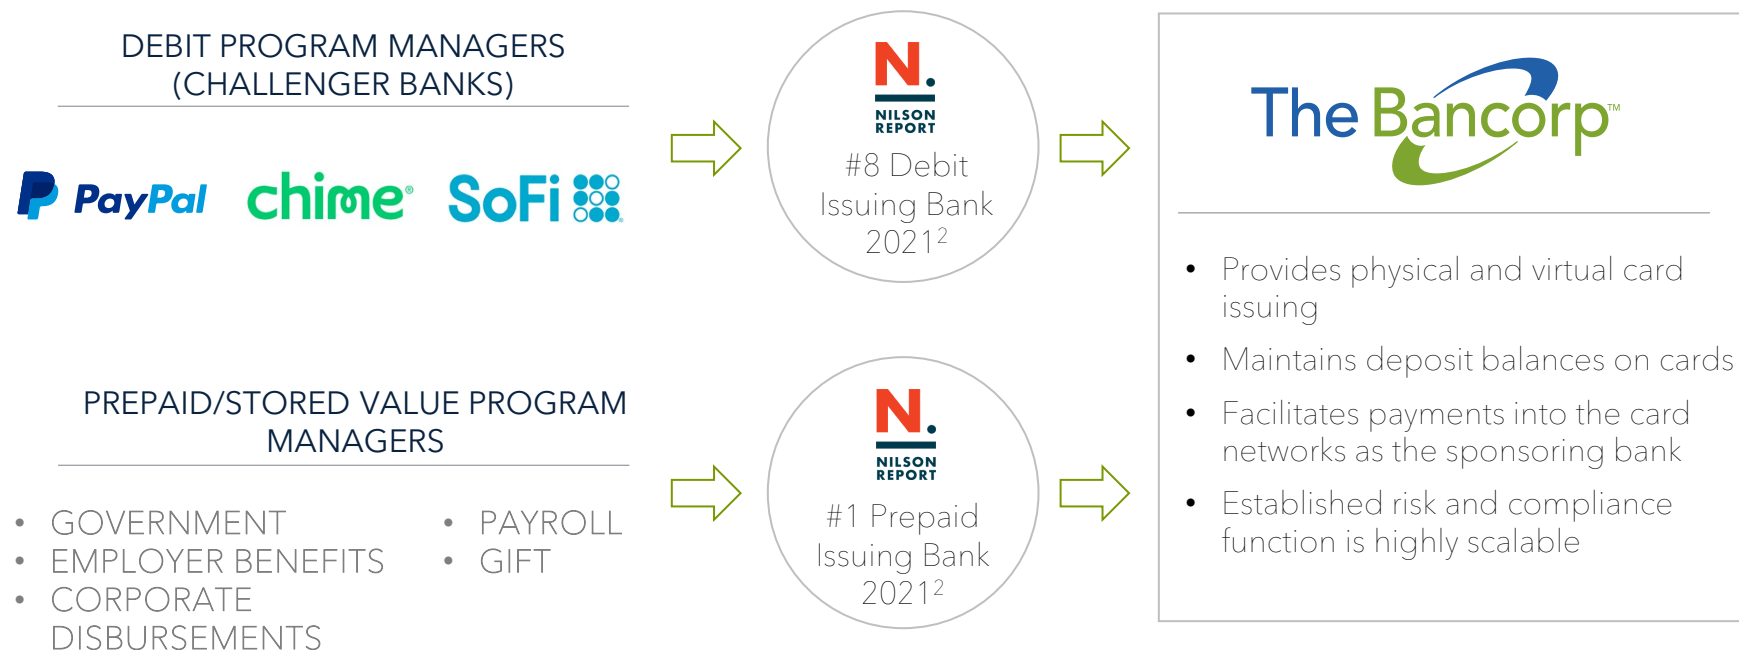 DEBIT PROGRAM MANAGERS
(CHALLENGER BANKS)
PayPal chime® SoFi
N.
NILSON
REPORT
#8 Debit
Issuing Bank
2021²
PREPAID/STORED VALUE PROGRAM
MANAGERS
• GOVERNMENT
• EMPLOYER BENEFITS
• CORPORATE
DISBURSEMENTS
• PAYROLL
• GIFT
N.
NILSON
REPORT
#1 Prepaid
Issuing Bank
2021²
The Bancorp™
• Provides physical and virtual card
issuing
• Maintains deposit balances on cards
• Facilitates payments into the card
networks as the sponsoring bank
• Established risk and compliance
function is highly scalable